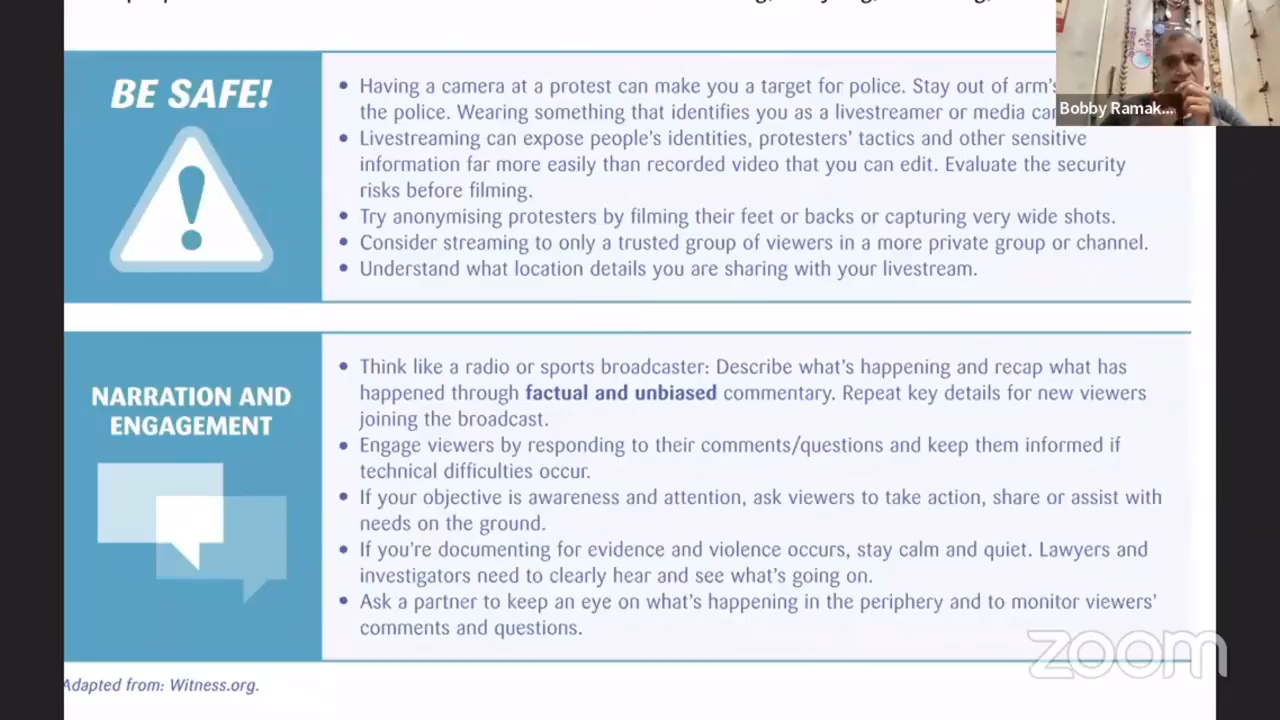 BE SAFE!
• Having a camera at a protest can make you a target for police. Stay out of arm's
the police. Wearing something that identifies you as a livestreamer or media
• Livestreaming can expose people's identities, protesters' tactics and other sensitive
information far more easily than recorded video that you can edit. Evaluate the security
risks before filming.
• Try anonymising protesters by filming their feet or backs or capturing very wide shots.
• Consider streaming to only a trusted group of viewers in a more private group or channel.
• Understand what location details you are sharing with your livestream.
NARRATION AND
ENGAGEMENT
• Think like a radio or sports broadcaster: Describe what's happening and recap what has
happened through factual and unbiased commentary. Repeat key details for new viewers
joining the broadcast.
• Engage viewers by responding to their comments/questions and keep them informed if
technical difficulties occur.
• If your objective is awareness and attention, ask viewers to take action, share or assist with
needs on the ground.
• If you're documenting for evidence and violence occurs, stay calm and quiet. Lawyers and
investigators need to clearly hear and see what's going on.
• Ask a partner to keep an eye on what's happening in the periphery and to monitor viewers'
comments and questions.
Adapted from: Witness.org.
Bobby Ramak...
zoom